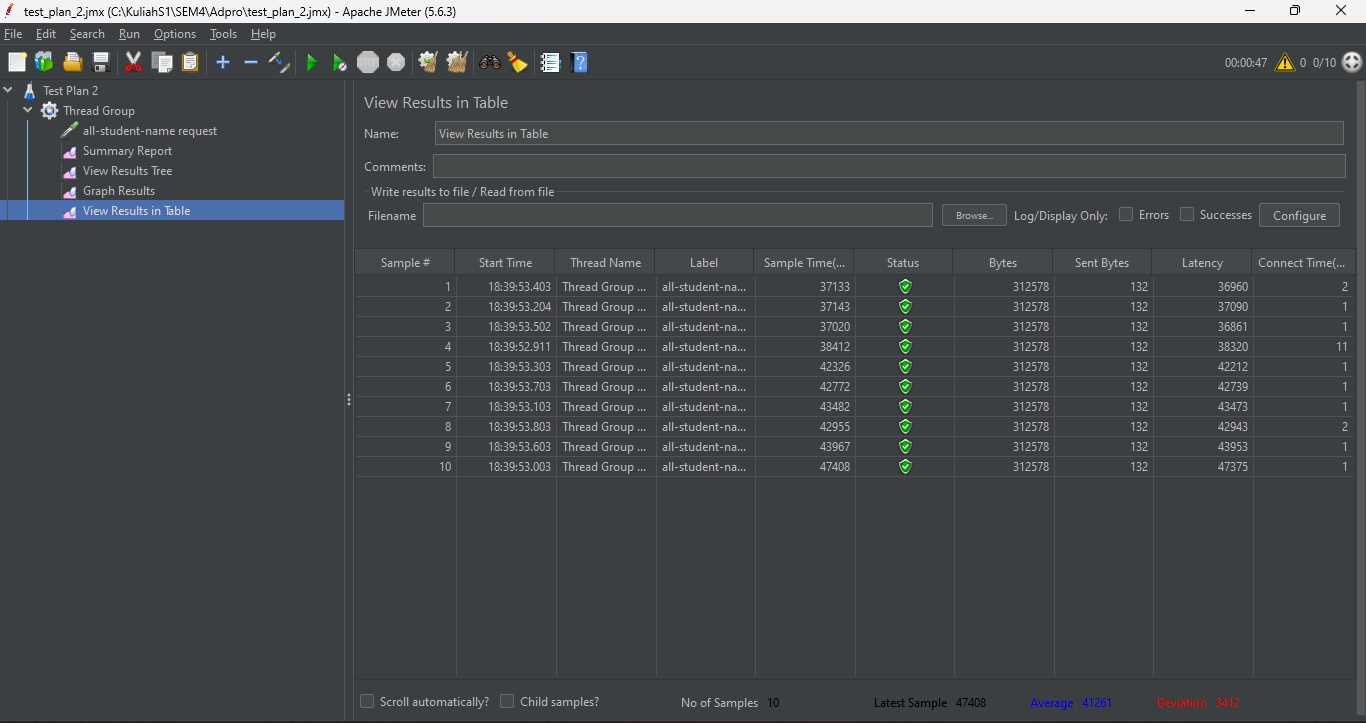 test_plan_2.jmx (C:\KuliahS1\SEM4\Adpro\test_plan_2.jmx) - Apache JMeter (5.6.3)
File Edit Search Run Options Tools Help
STOP ? 00:00:47 0 0/10
Test Plan 2
Thread Group
all-student-name request
Summary Report
View Results Tree
Graph Results
View Results in Table
View Results in Table
Name: View Results in Table
Comments:
Write results to file / Read from file
Filename Browse... Log/Display Only: Errors Successes Configure
Sample # Start Time Thread Name Label Sample Time(... Status Bytes Sent Bytes Latency Connect Time(...
1 18:39:53.403 Thread Group ... all-student-na... 37133 312578 132 36960 2
2 18:39:53.204 Thread Group ... all-student-na... 37143 312578 132 37090 1
3 18:39:53.502 Thread Group ... all-student-na... 37020 312578 132 36861 1
4 18:39:52.911 Thread Group ... all-student-na... 38412 312578 132 38320 11
5 18:39:53.303 Thread Group ... all-student-na... 42326 312578 132 42212 1
6 18:39:53.703 Thread Group ... all-student-na... 42772 312578 132 42739 1
7 18:39:53.103 Thread Group ... all-student-na... 43482 312578 132 43473 1
8 18:39:53.803 Thread Group ... all-student-na... 42955 312578 132 42943 2
9 18:39:53.603 Thread Group ... all-student-na... 43967 312578 132 43953 1
10 18:39:53.003 Thread Group ... all-student-na... 47408 312578 132 47375 1
Scroll automatically? Child samples? No of Samples 10 Latest Sample 47408 Average 41261 Deviation 3412